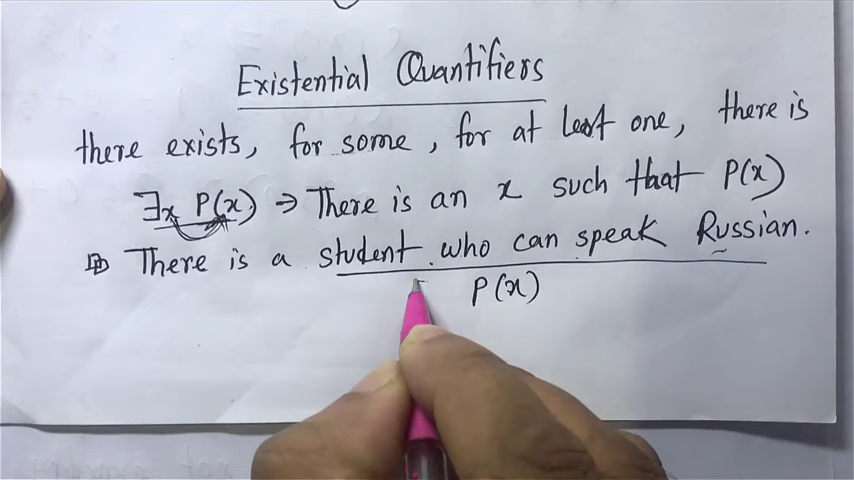 Existential Quantifiers
there exists, for some, for at least one, there is
∃x P(x) → There is an x such that P(x)
There is a student who can speak Russian.
P(x)